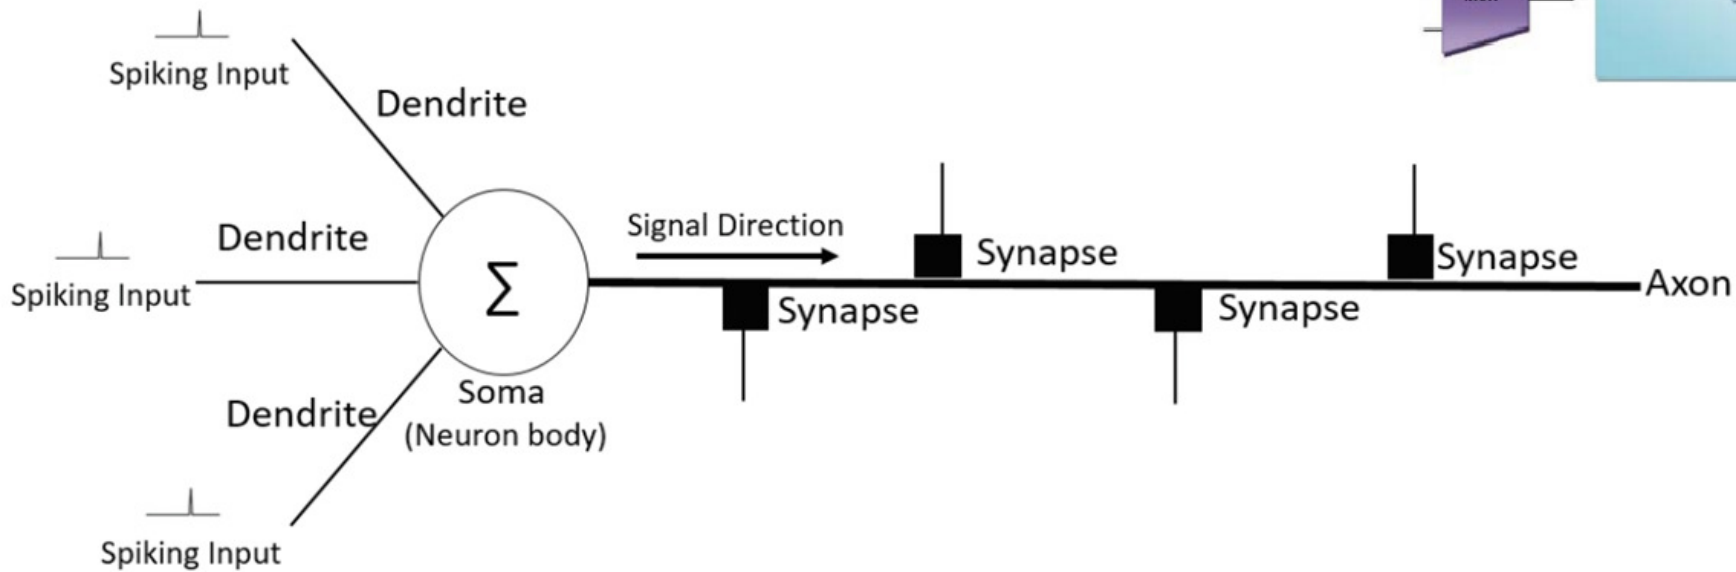 Spiking Input
Dendrite
Dendrite
Spiking Input
Σ
Signal Direction
Synapse
Synapse
Synapse
Synapse
Axon
Soma
(Neuron body)
Dendrite
Spiking Input